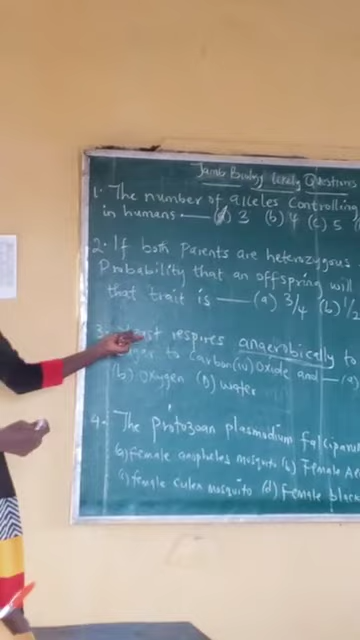 Jamb Biology Likely Questions
1. The number of alleles Controlling
in humans — (a) 3 (b) 4 (c) 5
2. If both Parents are heterozygous
Probability that an offspring will
that trait is — (a) 3/4 (b) 1/2
3. respires anaerobically to
to Carbon(iv) Oxide and — (a)
(b) Oxygen (d) water
4. The protozoan plasmodium falciparum
(a) female anopheles mosquito (b) Female
(c) female culex mosquito (d) female black